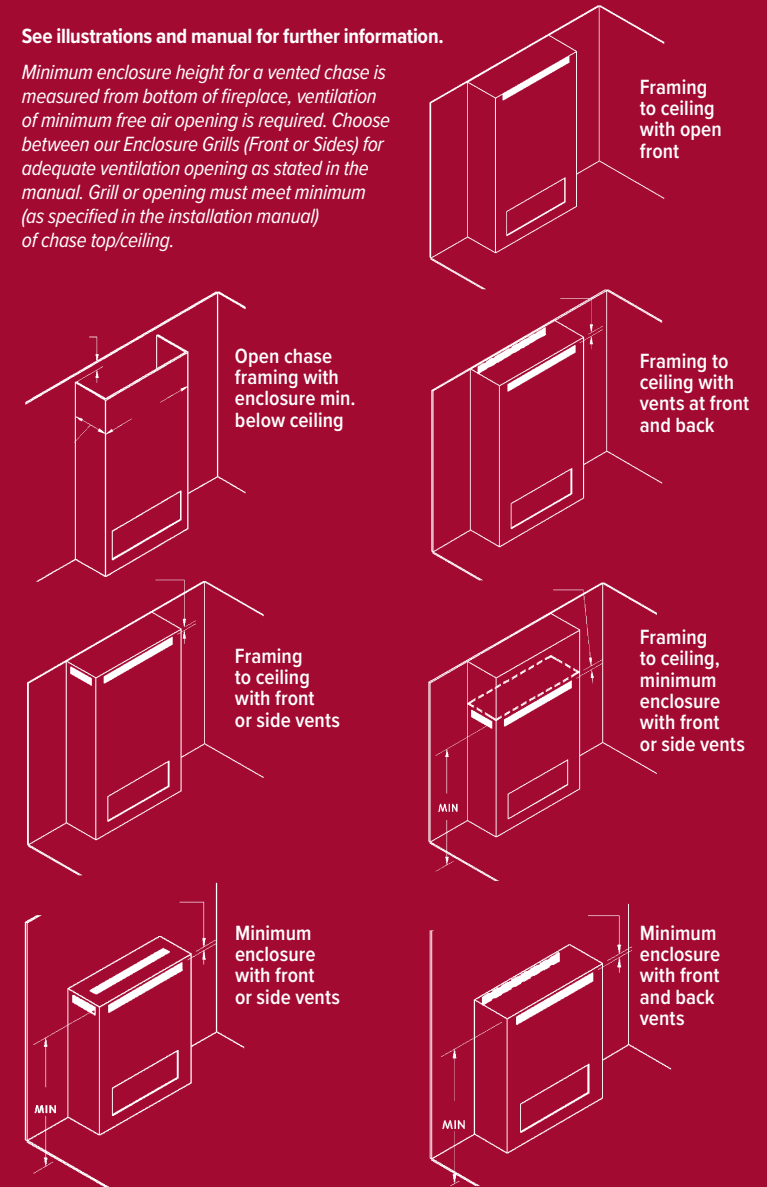 See illustrations and manual for further information.
Minimum enclosure height for a vented chase is
measured from bottom of fireplace, ventilation
of minimum free air opening is required. Choose
between our Enclosure Grills (Front or Sides) for
adequate ventilation opening as stated in the
manual. Grill or opening must meet minimum
(as specified in the installation manual)
of chase top/ceiling.
Framing
to ceiling
with open
front
Open chase
framing with
enclosure min.
below ceiling
Framing to
ceiling with
vents at front
and back
Framing
to ceiling
with front
or side vents
Framing
to ceiling,
minimum
enclosure
with front
or side vents
MIN
Minimum
enclosure
with front
or side vents
MIN
Minimum
enclosure
with front
and back
vents
MIN